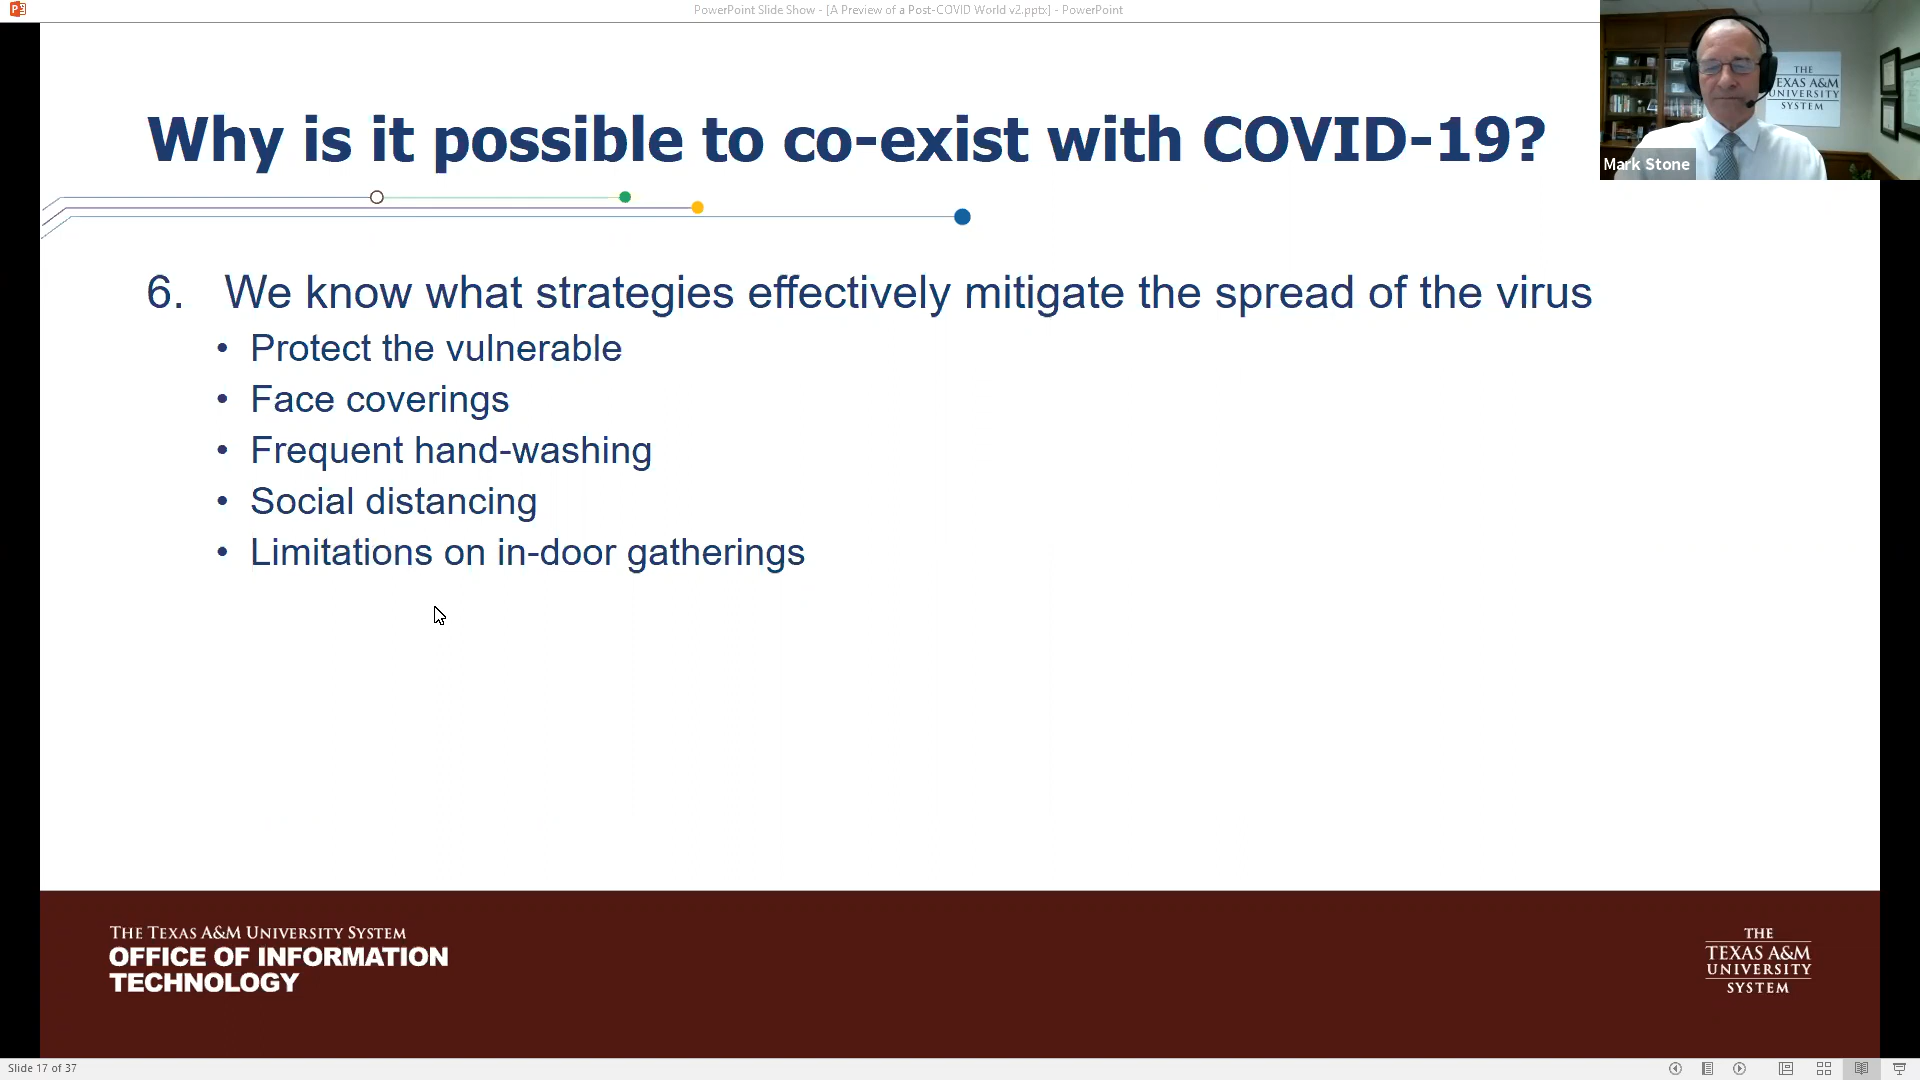 PowerPoint Slide Show - [A Preview of a Post-COVID World v2.pptx] - PowerPoint
THE
TEXAS A&M
UNIVERSITY
SYSTEM
Mark Stone
Why is it possible to co-exist with COVID-19?
6. We know what strategies effectively mitigate the spread of the virus
• Protect the vulnerable
• Face coverings
• Frequent hand-washing
• Social distancing
• Limitations on in-door gatherings
THE TEXAS A&M UNIVERSITY SYSTEM
OFFICE OF INFORMATION
TECHNOLOGY
THE
TEXAS A&M
UNIVERSITY
SYSTEM
Slide 17 of 37